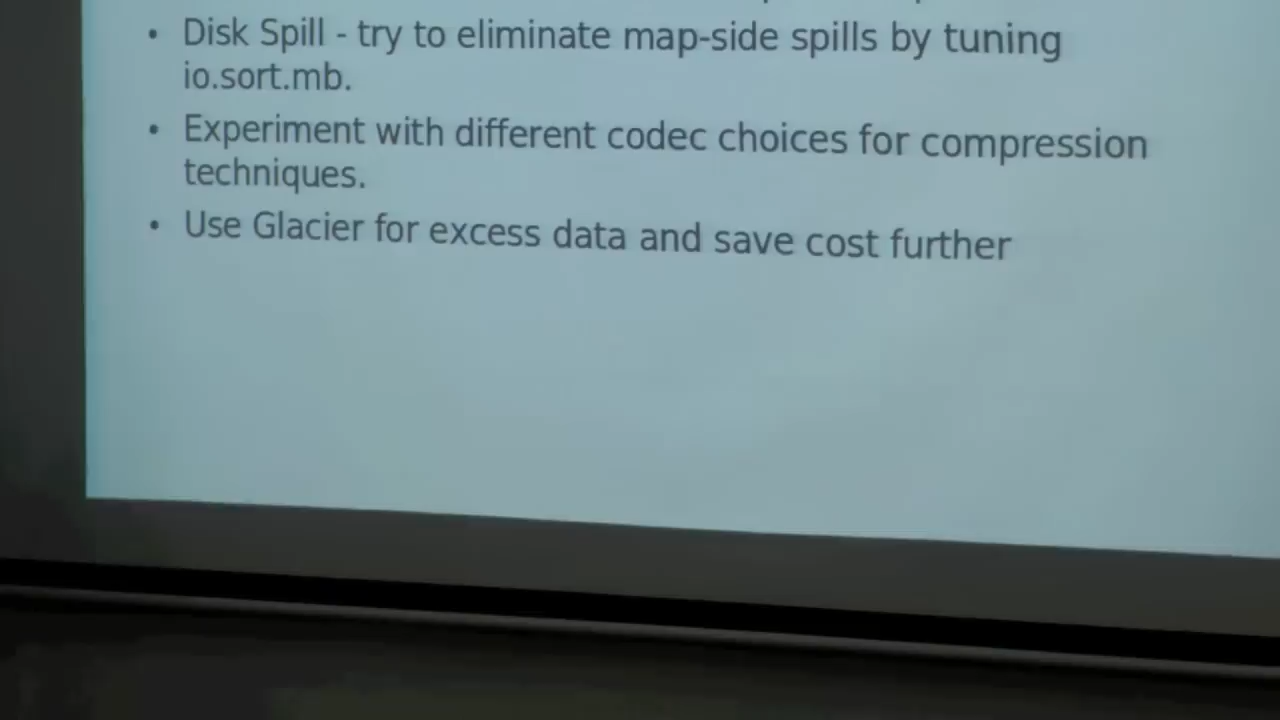 • Disk Spill - try to eliminate map-side spills by tuning
io.sort.mb.
• Experiment with different codec choices for compression
techniques.
• Use Glacier for excess data and save cost further